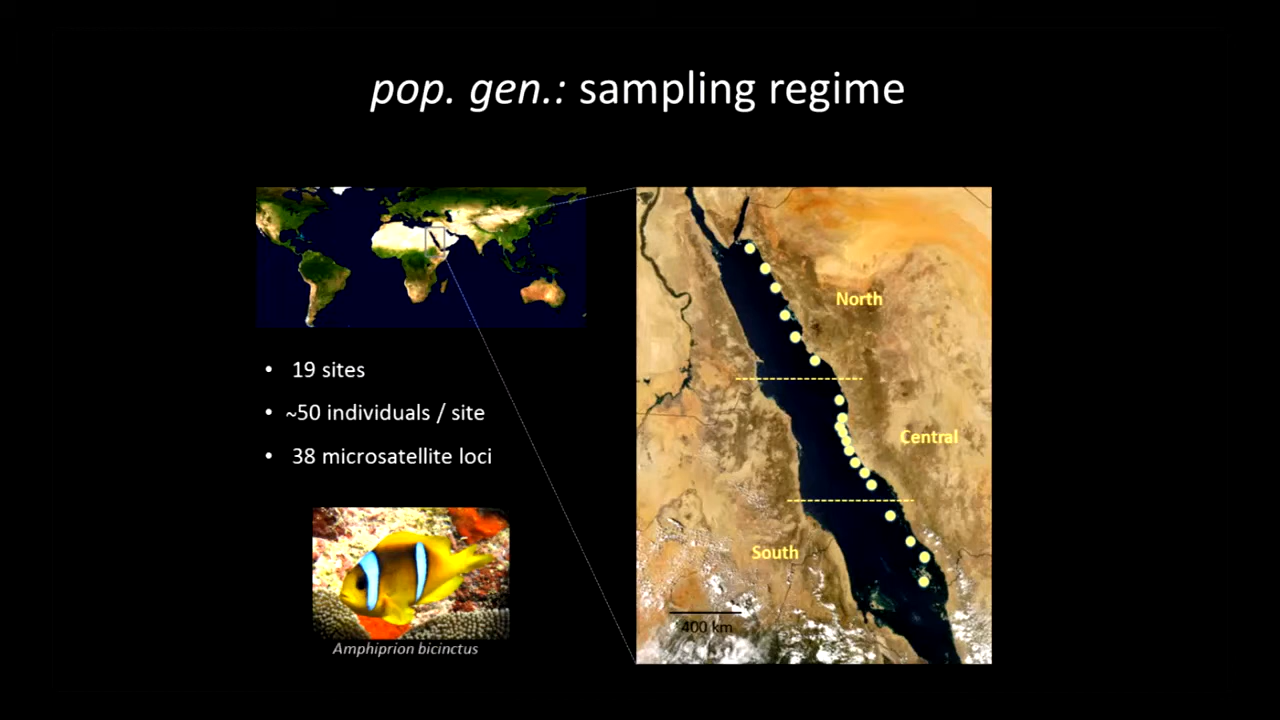 pop. gen.: sampling regime
• 19 sites
• ~50 individuals / site
• 38 microsatellite loci
Amphiprion bicinctus
North
Central
South
400 km